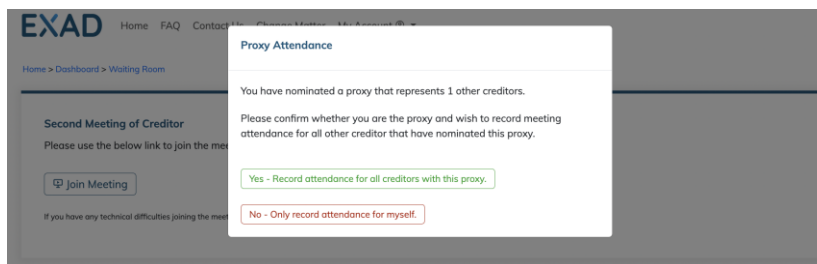 EXAD Home FAQ Contact Us Change Matter My Account
Proxy Attendance
Home > Dashboard > Waiting Room
You have nominated a proxy that represents 1 other creditors.
Second Meeting of Creditor
Please confirm whether you are the proxy and wish to record meeting
attendance for all other creditor that have nominated this proxy.
Please use the below link to join the mee
Yes - Record attendance for all creditors with this proxy.
Join Meeting
No - Only record attendance for myself.
If you have any technical difficulties joining the meet